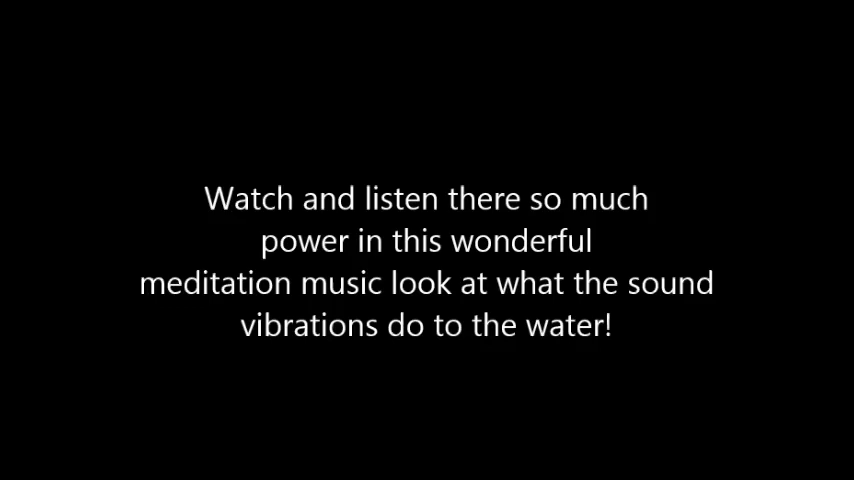 Watch and listen there so much
power in this wonderful
meditation music look at what the sound
vibrations do to the water!